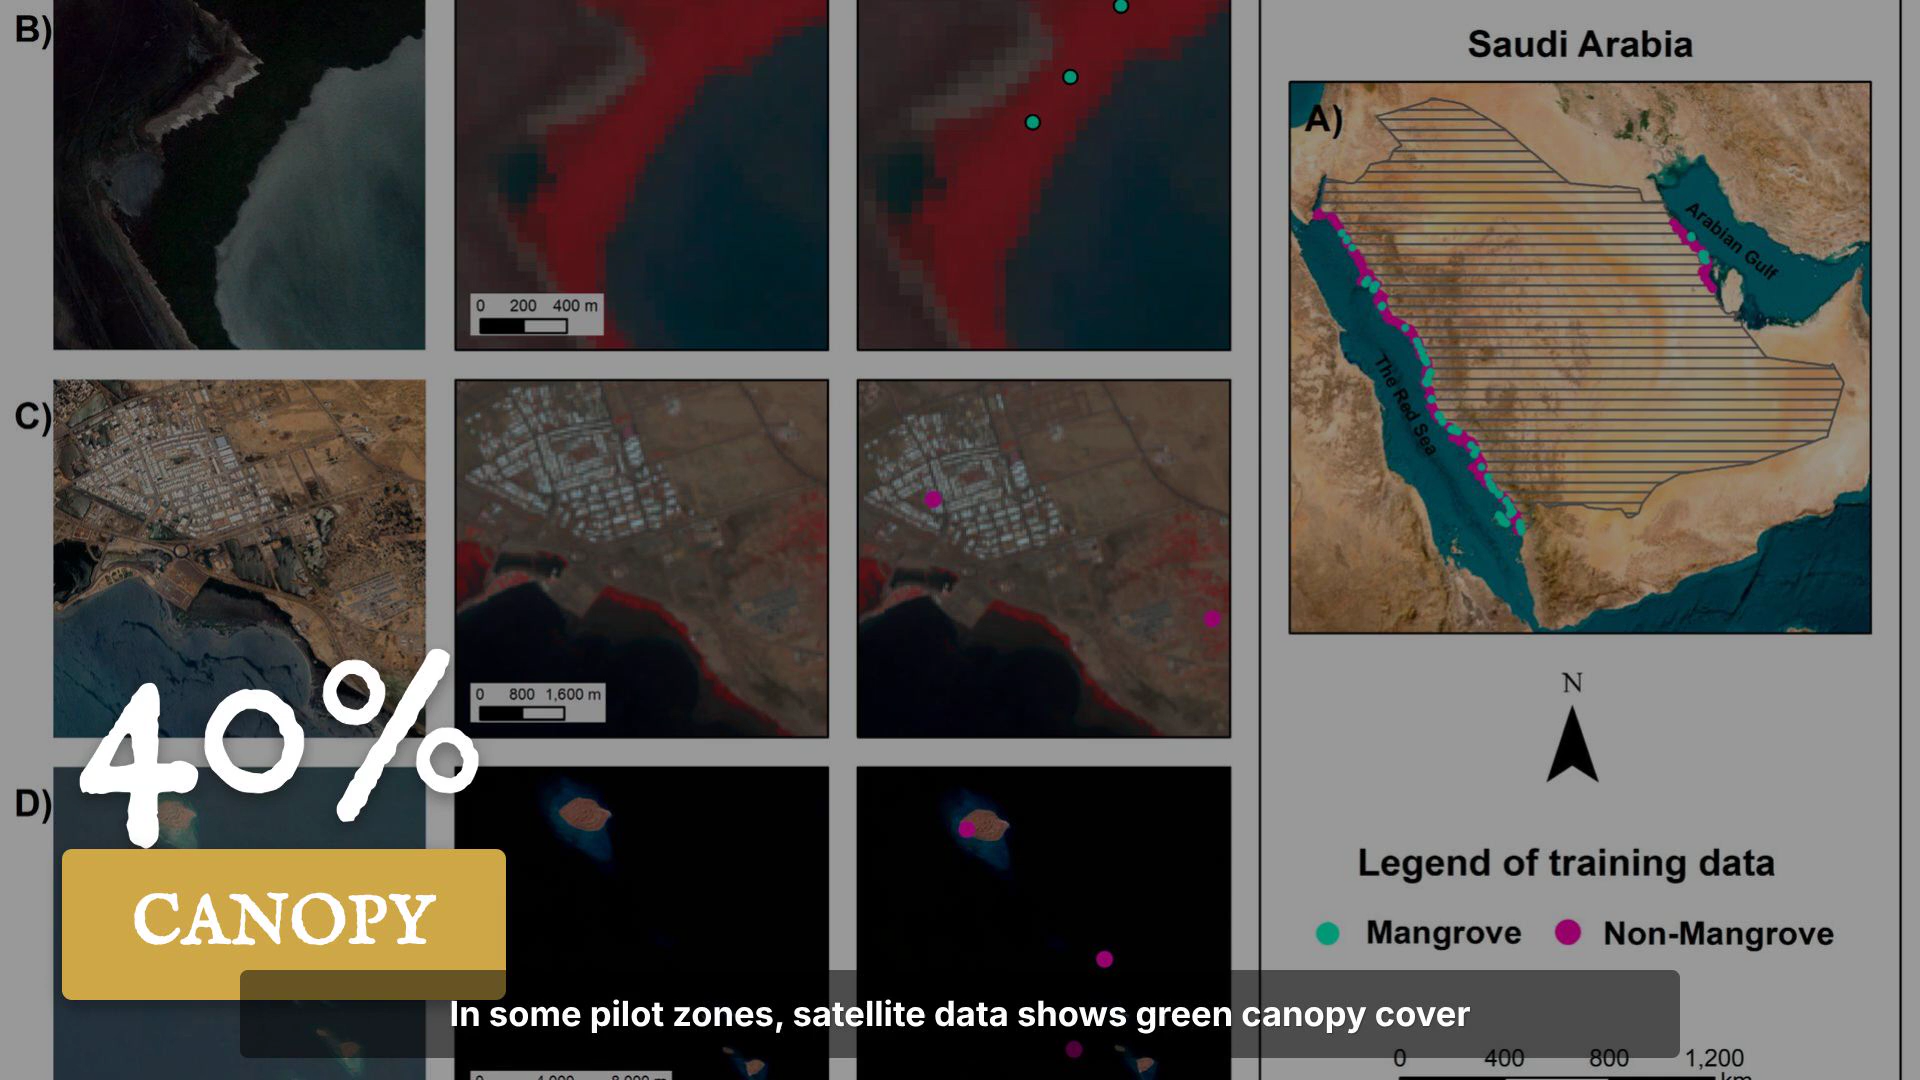 B)
0 200 400 m
C)
0 800 1,600 m
D)
Saudi Arabia
A)
Arabian Gulf
The Red Sea
N
Legend of training data
Mangrove Non-Mangrove
0 400 800 1,200
km
40%
CANOPY
In some pilot zones, satellite data shows green canopy cover